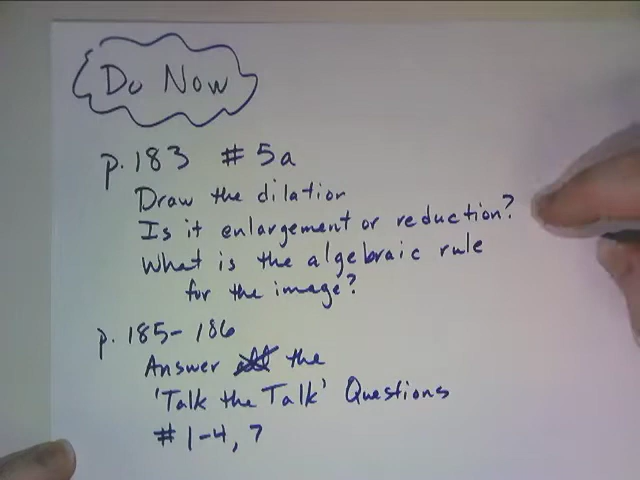 Do Now
p. 183 # 5a
Draw the dilation
Is it enlargement or reduction?
What is the algebraic rule
for the image?
p. 185-186
Answer the
'Talk the Talk' Questions
# 1-4, 7